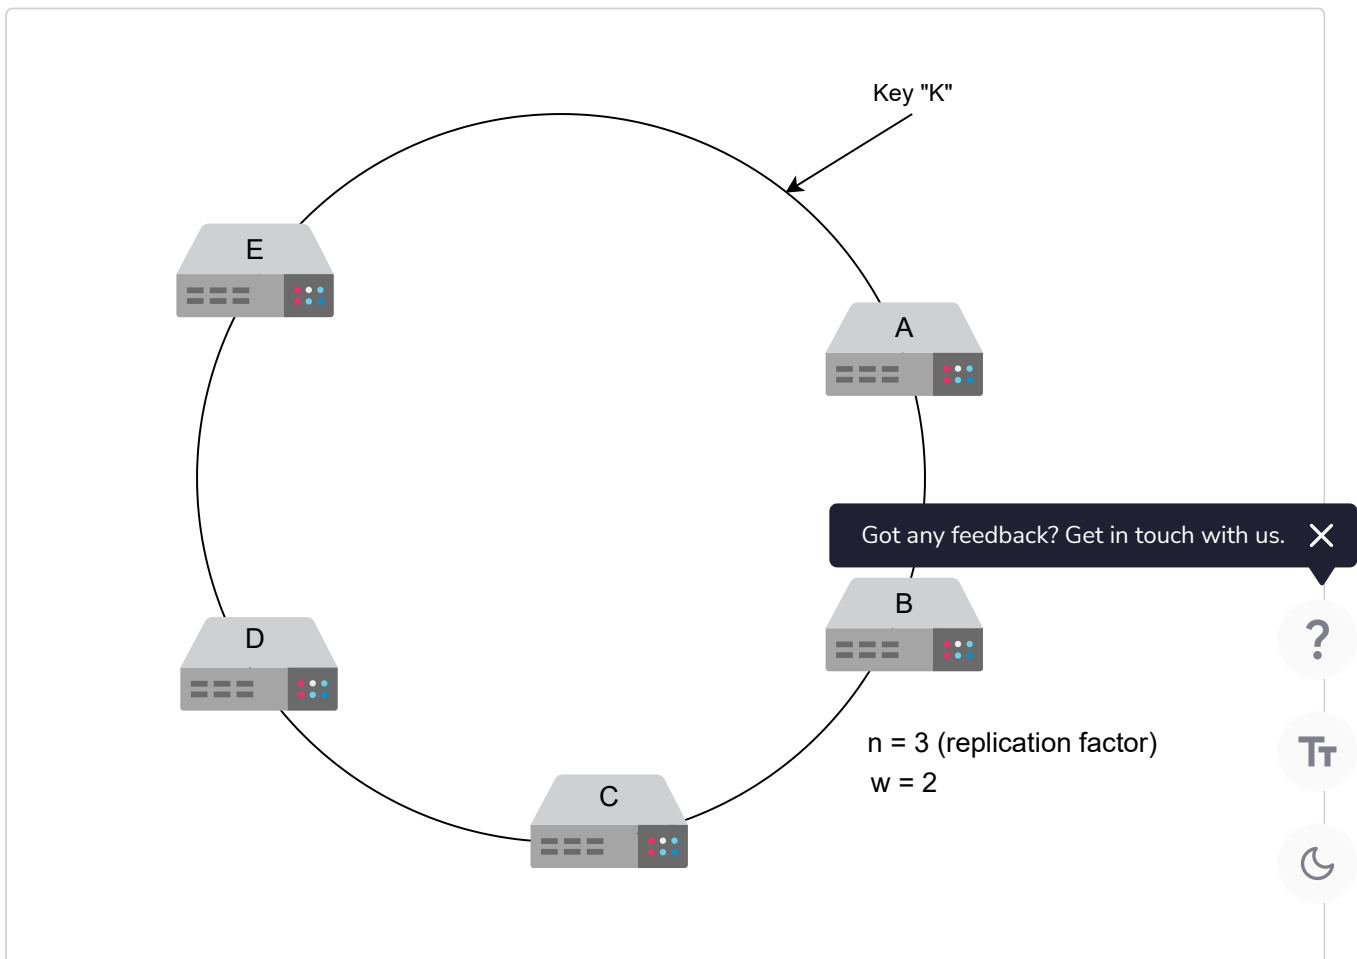 Key "K"
E
A
Got any feedback? Get in touch with us.
B
D
n = 3 (replication factor)
w = 2
C